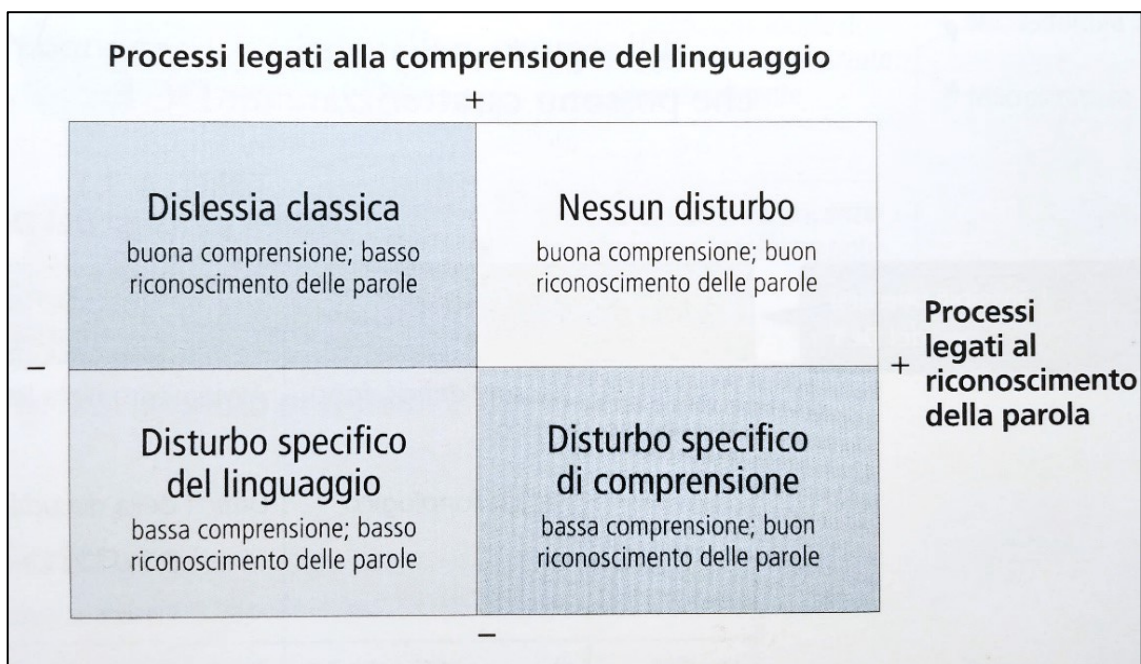 Processi legati alla comprensione del linguaggio
+
Dislessia classica
buona comprensione; basso
riconoscimento delle parole
Nessun disturbo
buona comprensione; buon
riconoscimento delle parole
–
+
Processi
legati al
riconoscimento
della parola
Disturbo specifico
del linguaggio
bassa comprensione; basso
riconoscimento delle parole
Disturbo specifico
di comprensione
bassa comprensione; buon
riconoscimento delle parole
–